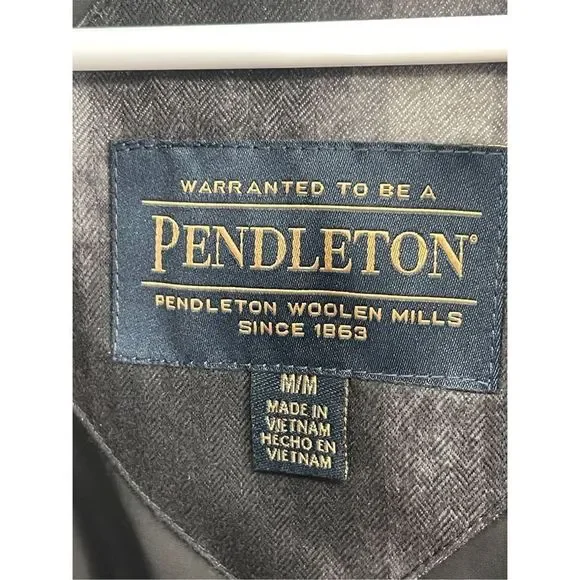 WARRANTED TO BE A
PENDLETON®
PENDLETON WOOLEN MILLS
SINCE 1863
M/M
MADE IN
VIETNAM
HECHO EN
VIETNAM